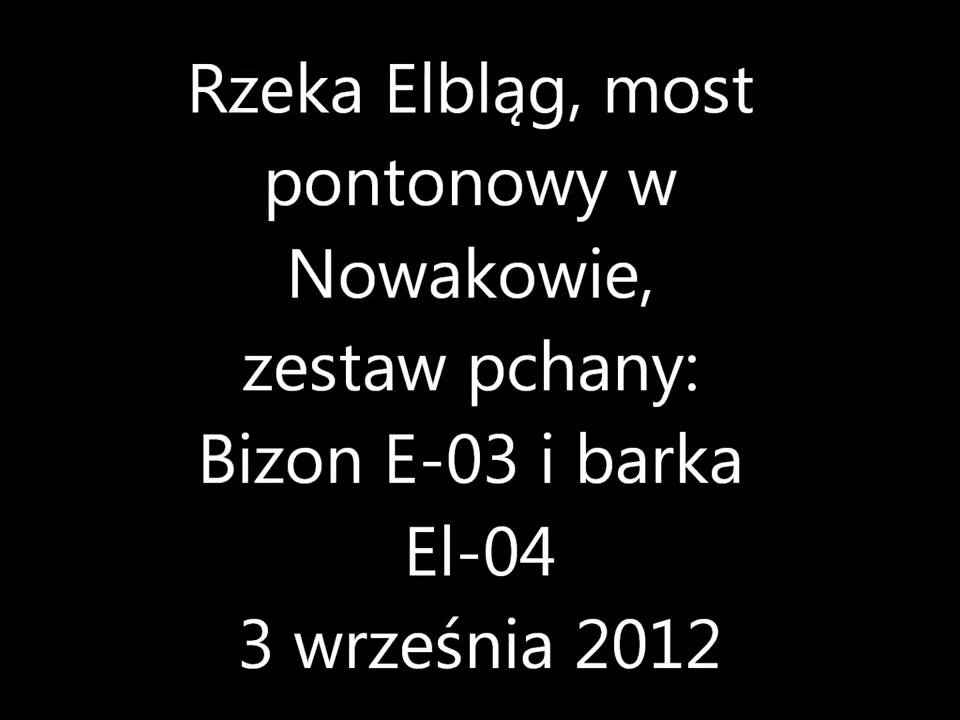 Rzeka Elbląg, most
pontonowy w
Nowakowie,
zestaw pchany:
Bizon E-03 i barka
El-04
3 września 2012